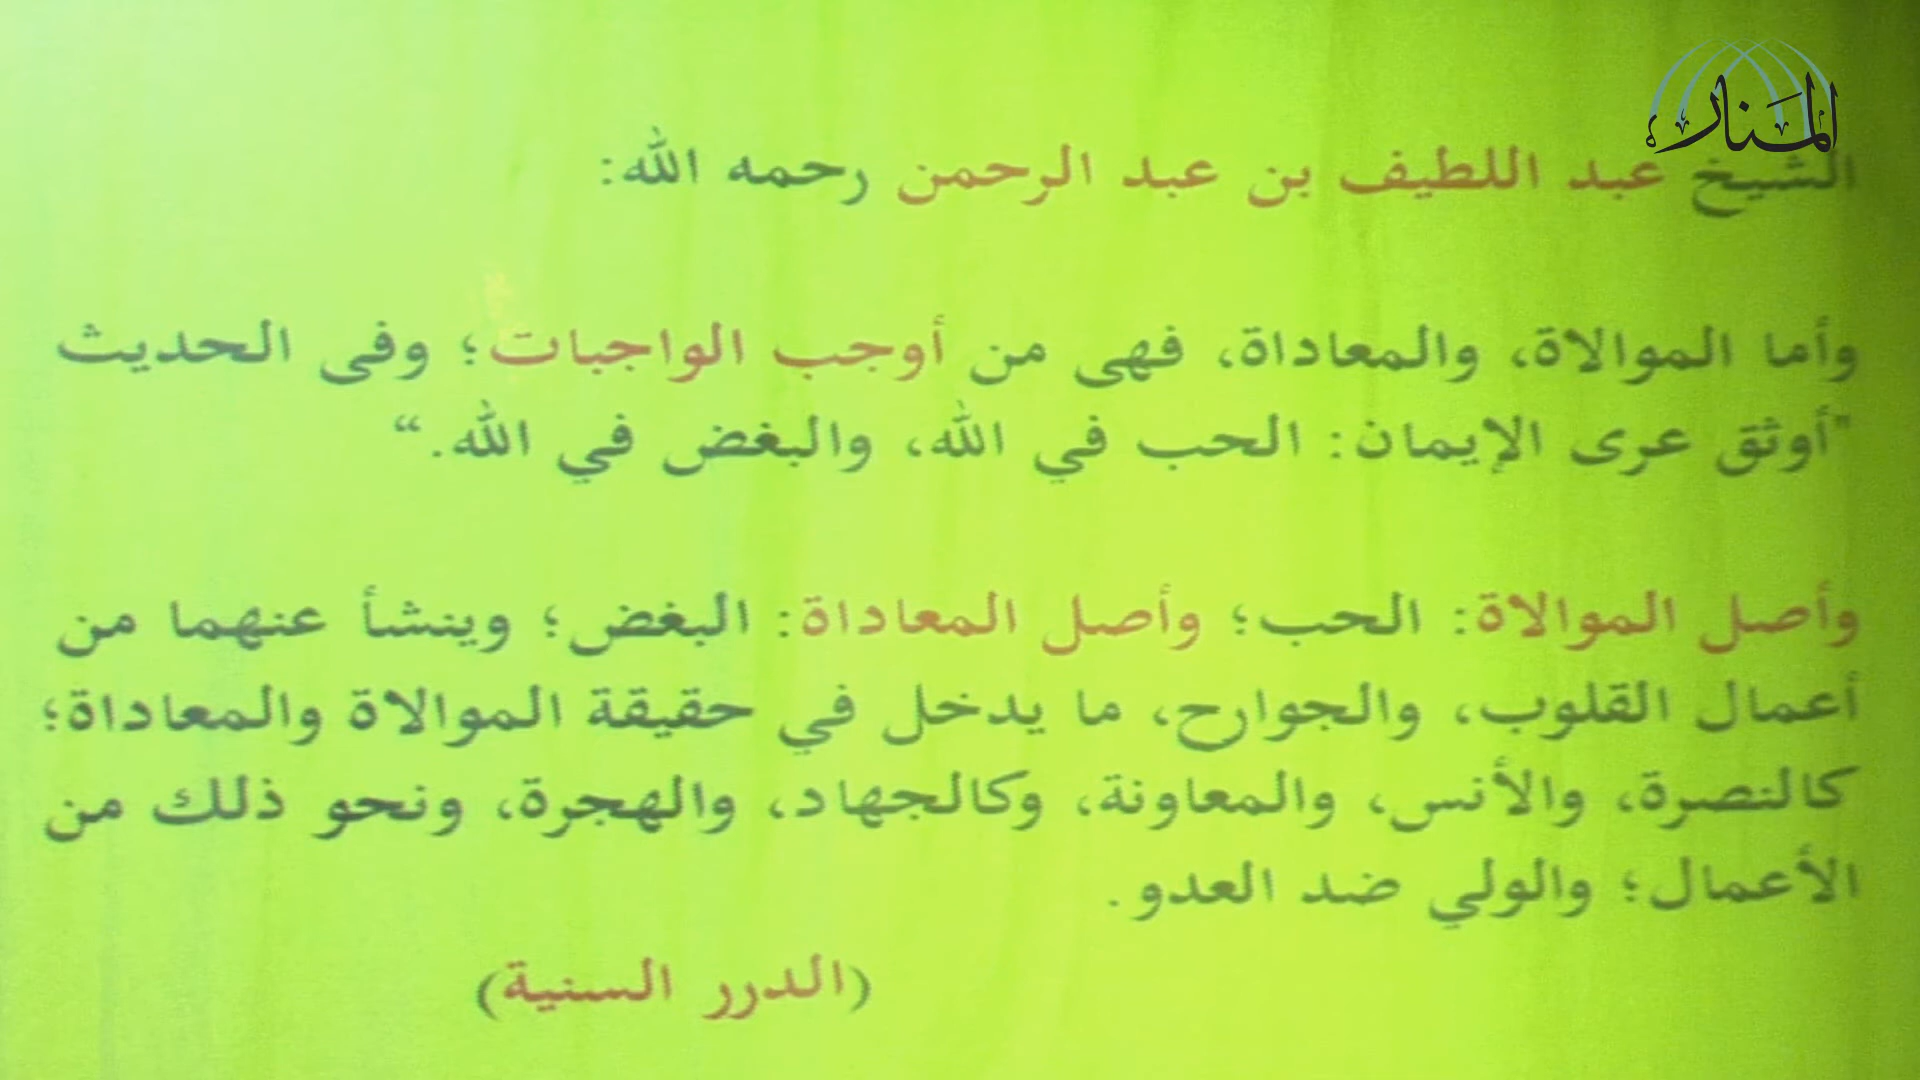 المنار
الشيخ عبد اللطيف بن عبد الرحمن رحمه الله:
وأما الموالاة، والمعاداة، فهى من أوجب الواجبات؛ وفى الحديث
"أوثق عرى الإيمان: الحب في الله، والبغض في الله.“
وأصل الموالاة: الحب؛ وأصل المعاداة: البغض؛ وينشأ عنهما من
أعمال القلوب، والجوارح، ما يدخل في حقيقة الموالاة والمعاداة؛
كالنصرة، والأنس، والمعاونة، وكالجهاد، والهجرة، ونحو ذلك من
الأعمال؛ والولي ضد العدو.
(الدرر السنية)